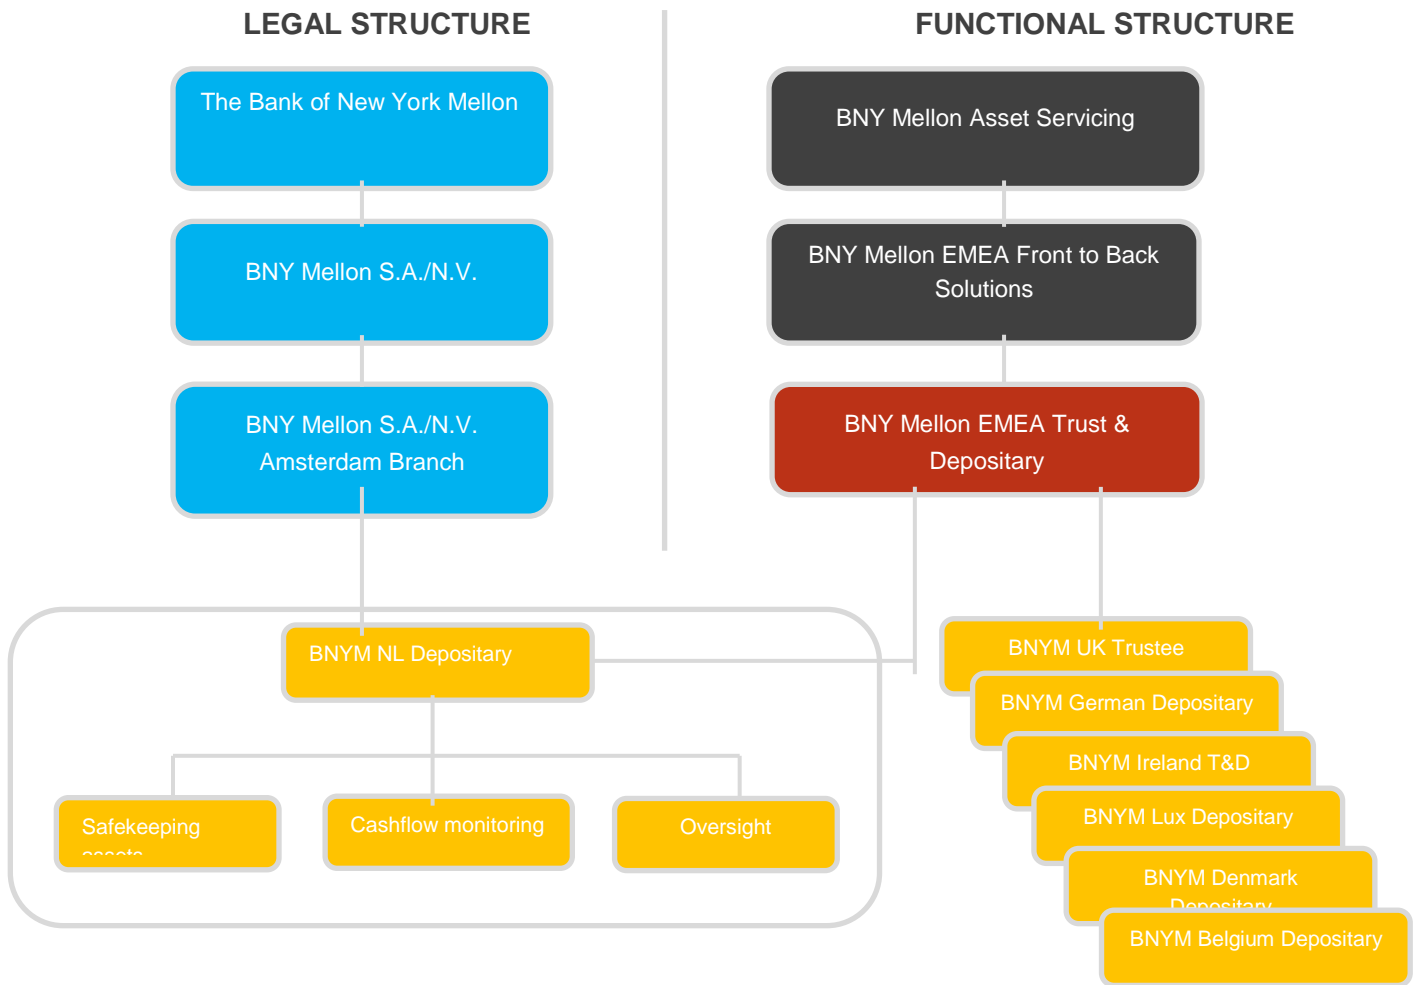 LEGAL STRUCTURE
The Bank of New York Mellon
BNY Mellon S.A./N.V.
BNY Mellon S.A./N.V.
Amsterdam Branch
FUNCTIONAL STRUCTURE
BNY Mellon Asset Servicing
BNY Mellon EMEA Front to Back
Solutions
BNY Mellon EMEA Trust &
Depositary
BNYM NL Depositary
Safekeeping
assets
Cashflow monitoring
Oversight
BNYM UK Trustee
BNYM German Depositary
BNYM Ireland T&D
BNYM Lux Depositary
BNYM Denmark
Depositary
BNYM Belgium Depositary